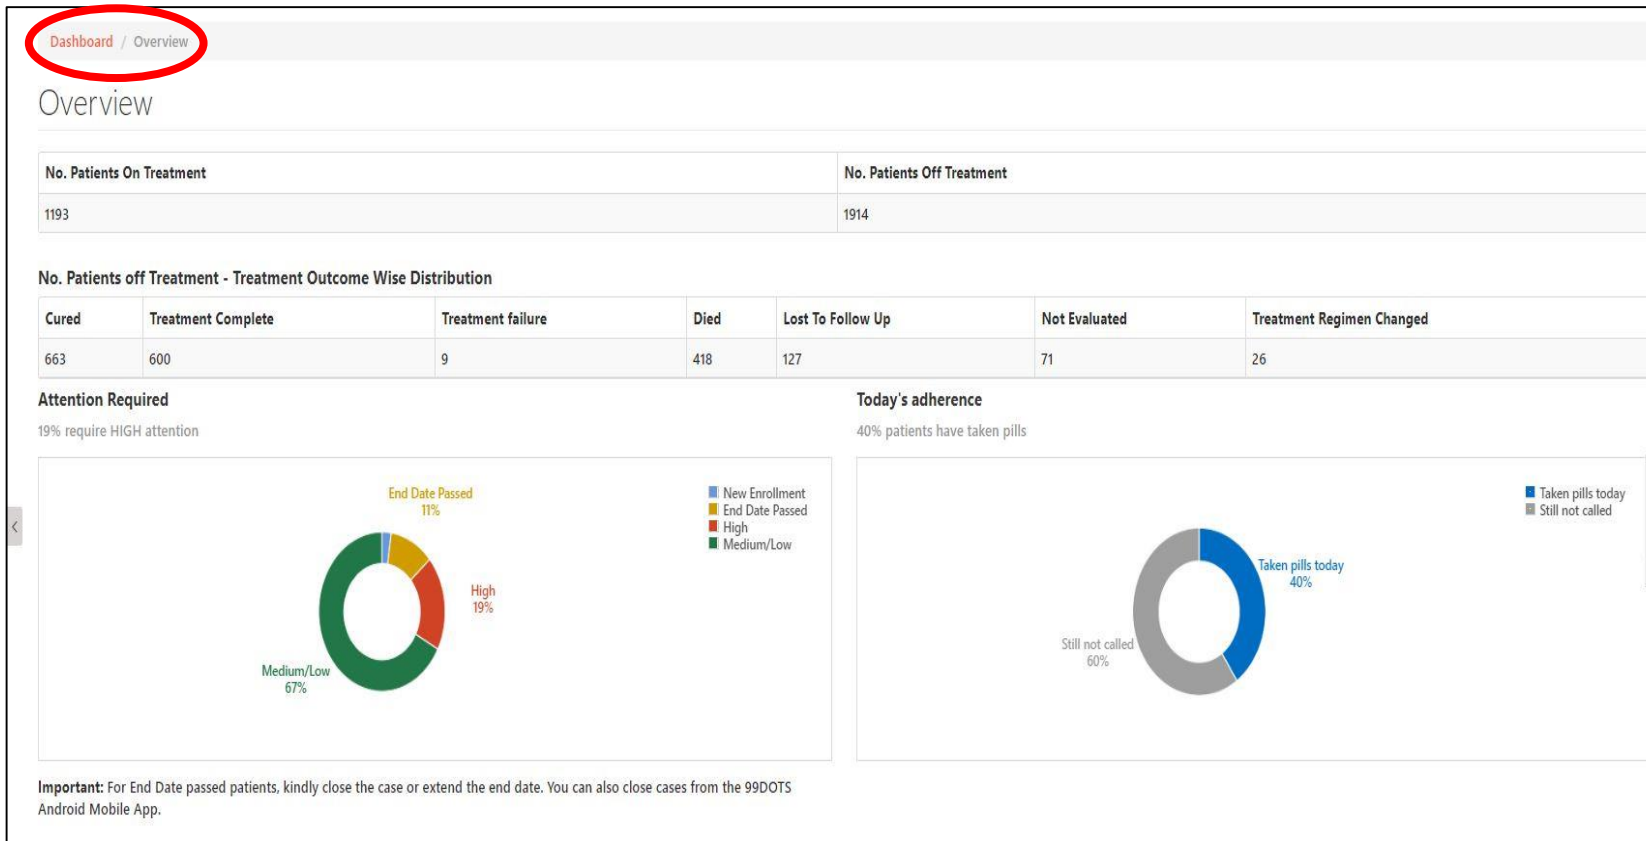 Dashboard / Overview
Overview
No. Patients On Treatment No. Patients Off Treatment
1193 1914
No. Patients off Treatment - Treatment Outcome Wise Distribution
Cured Treatment Complete Treatment failure Died Lost To Follow Up Not Evaluated Treatment Regimen Changed
663 600 9 418 127 71 26
Attention Required
19% require HIGH attention
End Date Passed
11%
High
19%
Medium/Low
67%
New Enrollment
End Date Passed
High
Medium/Low
Today's adherence
40% patients have taken pills
Taken pills today
40%
Still not called
60%
Taken pills today
Still not called
Important: For End Date passed patients, kindly close the case or extend the end date. You can also close cases from the 99DOTS
Android Mobile App.